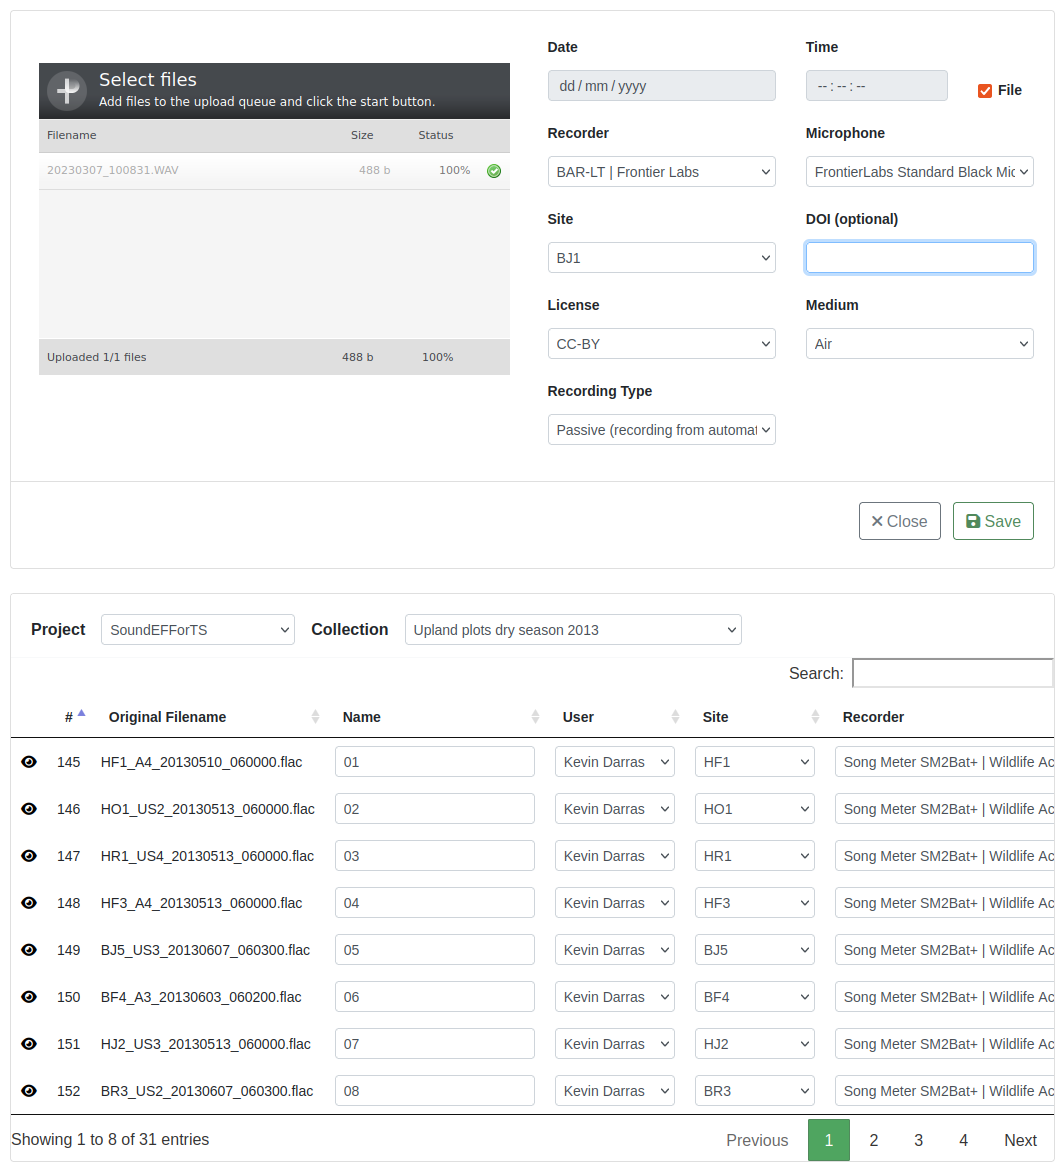 Select files
Add files to the upload queue and click the start button.
Filename Size Status
20230307_100831.WAV 488 b 100%
Uploaded 1/1 files 488 b 100%
Date Time
dd / mm / yyyy -- : -- : -- File
Recorder Microphone
BAR-LT | Frontier Labs FrontierLabs Standard Black Mic
Site DOI (optional)
BJ1
License Medium
CC-BY Air
Recording Type
Passive (recording from automat
Close Save
Project SoundEFForTS Collection Upland plots dry season 2013
Search:
# Original Filename Name User Site Recorder
145 HF1_A4_20130510_060000.flac 01 Kevin Darras HF1 Song Meter SM2Bat+ | Wildlife Ac
146 HO1_US2_20130513_060000.flac 02 Kevin Darras HO1 Song Meter SM2Bat+ | Wildlife Ac
147 HR1_US4_20130513_060000.flac 03 Kevin Darras HR1 Song Meter SM2Bat+ | Wildlife Ac
148 HF3_A4_20130513_060000.flac 04 Kevin Darras HF3 Song Meter SM2Bat+ | Wildlife Ac
149 BJ5_US3_20130607_060300.flac 05 Kevin Darras BJ5 Song Meter SM2Bat+ | Wildlife Ac
150 BF4_A3_20130603_060200.flac 06 Kevin Darras BF4 Song Meter SM2Bat+ | Wildlife Ac
151 HJ2_US3_20130513_060000.flac 07 Kevin Darras HJ2 Song Meter SM2Bat+ | Wildlife Ac
152 BR3_US2_20130607_060300.flac 08 Kevin Darras BR3 Song Meter SM2Bat+ | Wildlife Ac
Showing 1 to 8 of 31 entries Previous 1 2 3 4 Next